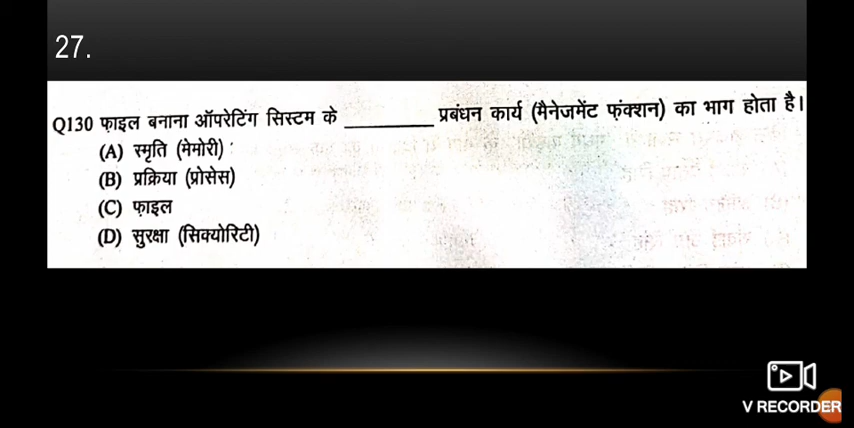 27.
Q130 फ़ाइल बनाना ऑपरेटिंग सिस्टम के ________ प्रबंधन कार्य (मैनेजमेंट फ़ंक्शन) का भाग होता है।
(A) स्मृति (मेमोरी)
(B) प्रक्रिया (प्रोसेस)
(C) फ़ाइल
(D) सुरक्षा (सिक्योरिटी)
V RECORDER